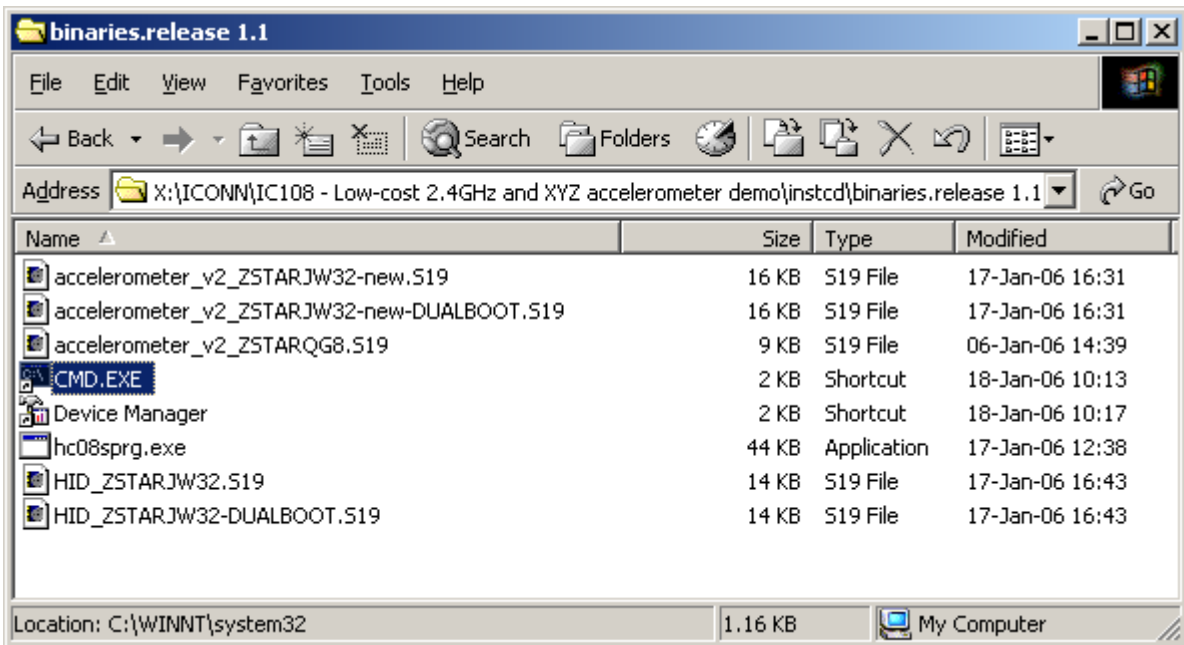 binaries.release 1.1
File Edit View Favorites Tools Help
Back Search Folders
Address X:\ICONN\IC108 - Low-cost 2.4GHz and XYZ accelerometer demo\instcd\binaries.release 1.1 Go
Name Size Type Modified
accelerometer_v2_ZSTARJW32-new.S19 16 KB S19 File 17-Jan-06 16:31
accelerometer_v2_ZSTARJW32-new-DUALBOOT.S19 16 KB S19 File 17-Jan-06 16:31
accelerometer_v2_ZSTARQG8.S19 9 KB S19 File 06-Jan-06 14:39
CMD.EXE 2 KB Shortcut 18-Jan-06 10:13
Device Manager 2 KB Shortcut 18-Jan-06 10:17
hc08sprg.exe 44 KB Application 17-Jan-06 12:38
HID_ZSTARJW32.S19 14 KB S19 File 17-Jan-06 16:43
HID_ZSTARJW32-DUALBOOT.S19 14 KB S19 File 17-Jan-06 16:43
Location: C:\WINNT\system32 1.16 KB My Computer